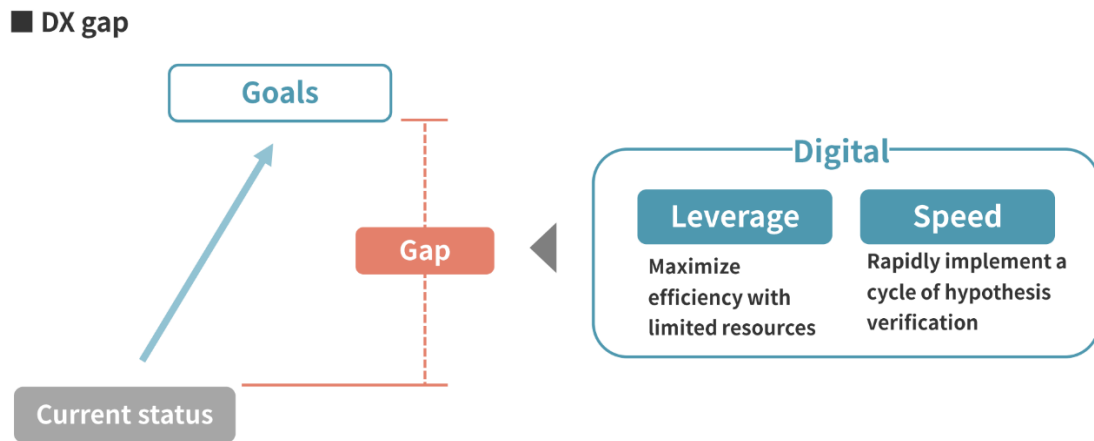 ■ DX gap
Goals
Digital
Leverage
Speed
Gap
Maximize
efficiency with
limited resources
Rapidly implement a
cycle of hypothesis
verification
Current status